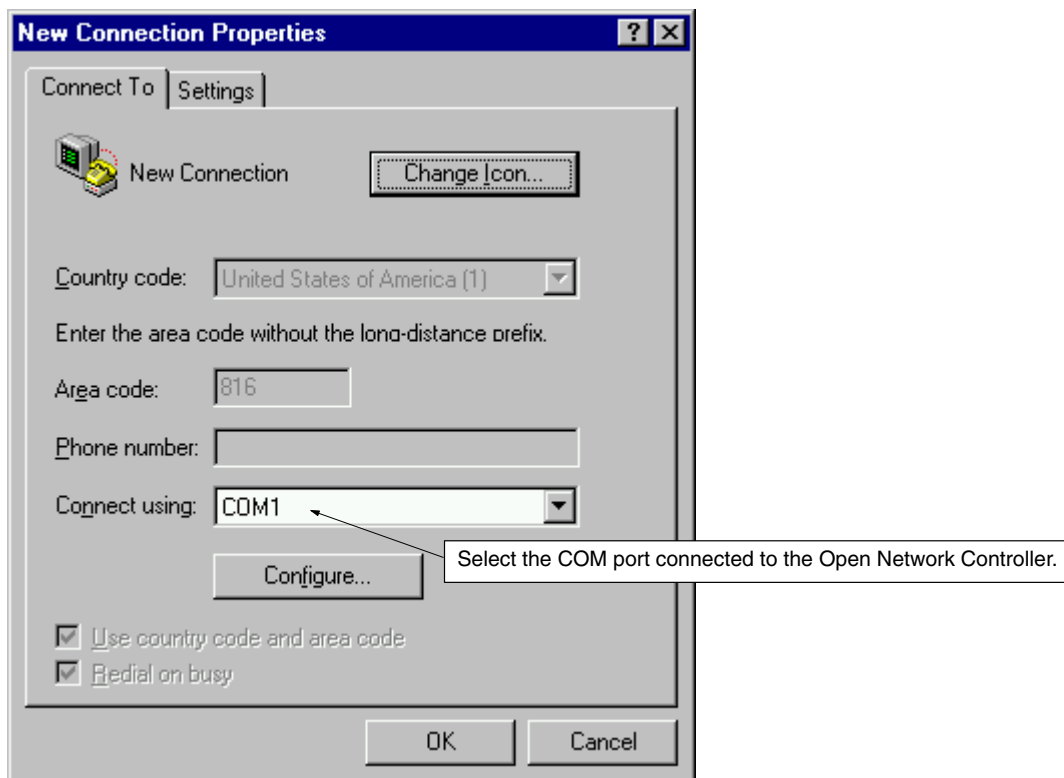 New Connection Properties
Connect To
Settings
New Connection
Change Icon...
Country code:
United States of America (1)
Enter the area code without the long-distance prefix.
Area code:
816
Phone number:
Connect using:
COM1
Select the COM port connected to the Open Network Controller.
Configure...
Use country code and area code
Redial on busy
OK
Cancel